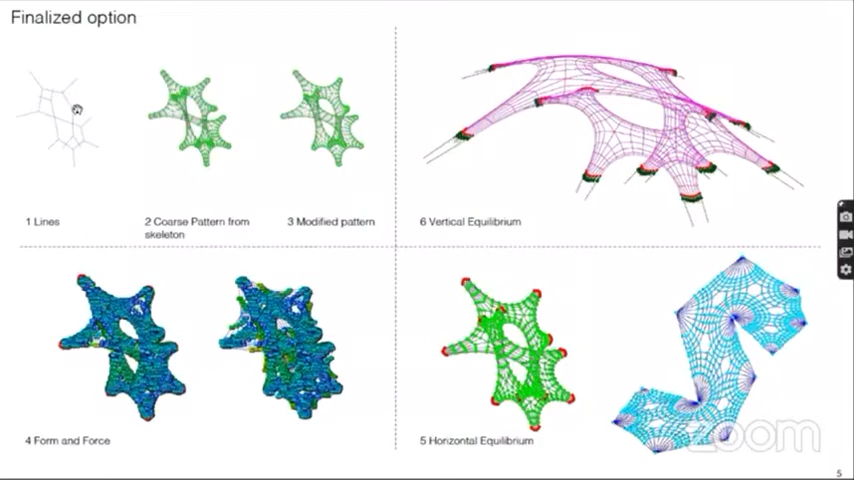 Finalized option
1 Lines
2 Coarse Pattern from
skeleton
3 Modified pattern
6 Vertical Equilibrium
4 Form and Force
5 Horizontal Equilibrium
zoom
5